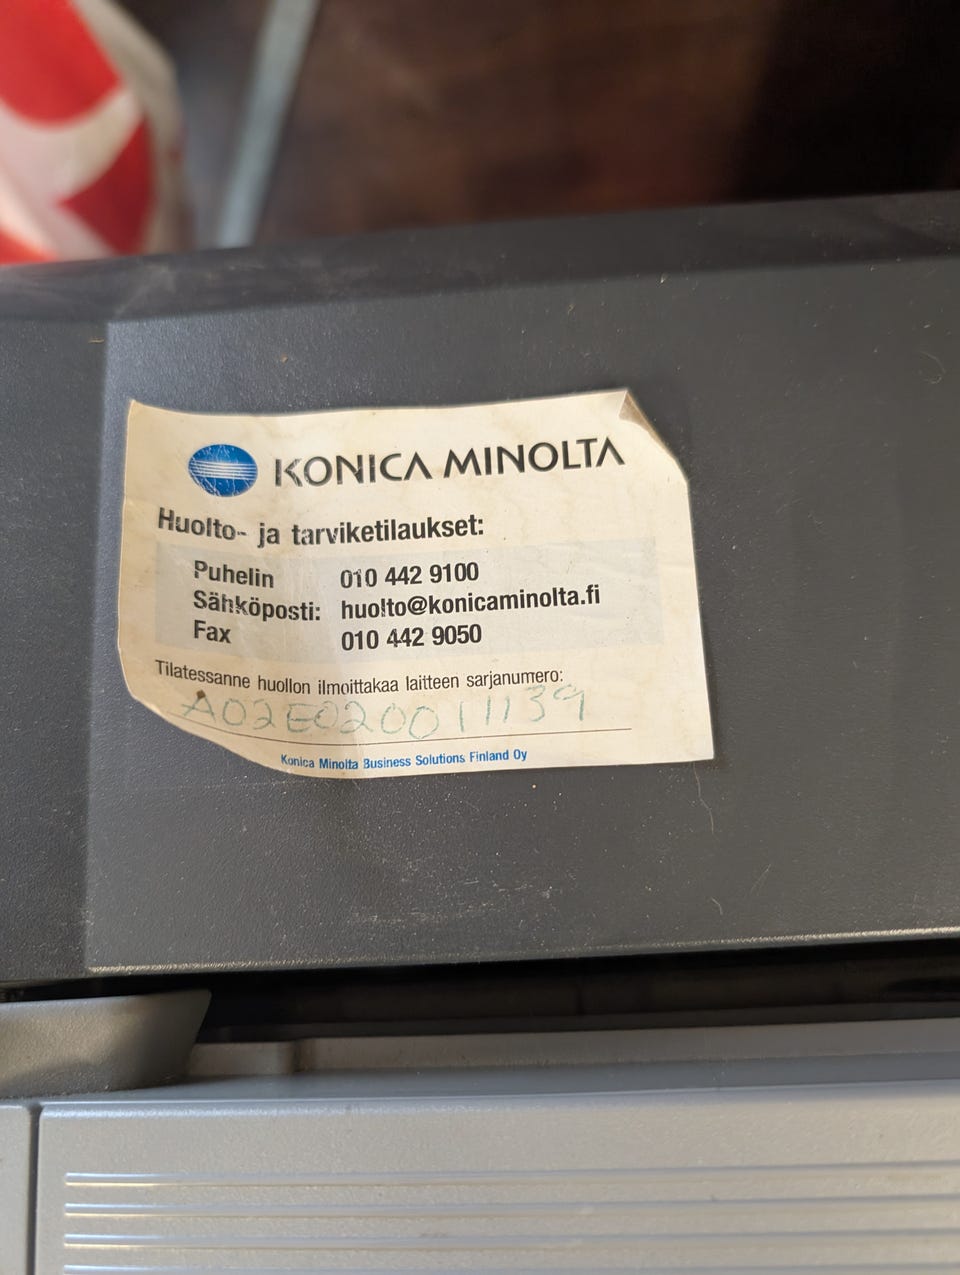 KONICA MINOLTA
Huolto- ja tarviketilaukset:
Puhelin 010 442 9100
Sähköposti: huolto@konicaminolta.fi
Fax 010 442 9050
Tilatessanne huollon ilmoittakaa laitteen sarjanumero:
A02E020011139
Konica Minolta Business Solutions Finland Oy